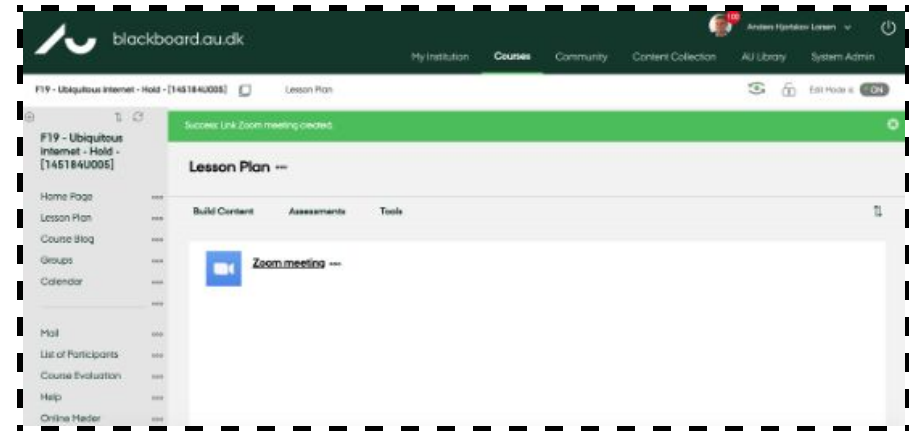 blackboard.au.dk
100
Anders Hjortskov Larsen
My Institution Courses Community Content Collection AU Library System Admin
F19 - Ubiquitous Internet - Hold - [145184U005] Lesson Plan Edit Mode is: ON
F19 - Ubiquitous
Internet - Hold -
[145184U005]
Success: Link Zoom meeting created.
Lesson Plan
Home Page
Lesson Plan
Course Blog
Groups
Calendar
Build Content Assessments Tools
Zoom meeting
Mail
List of Participants
Course Evaluation
Help
Online Møder